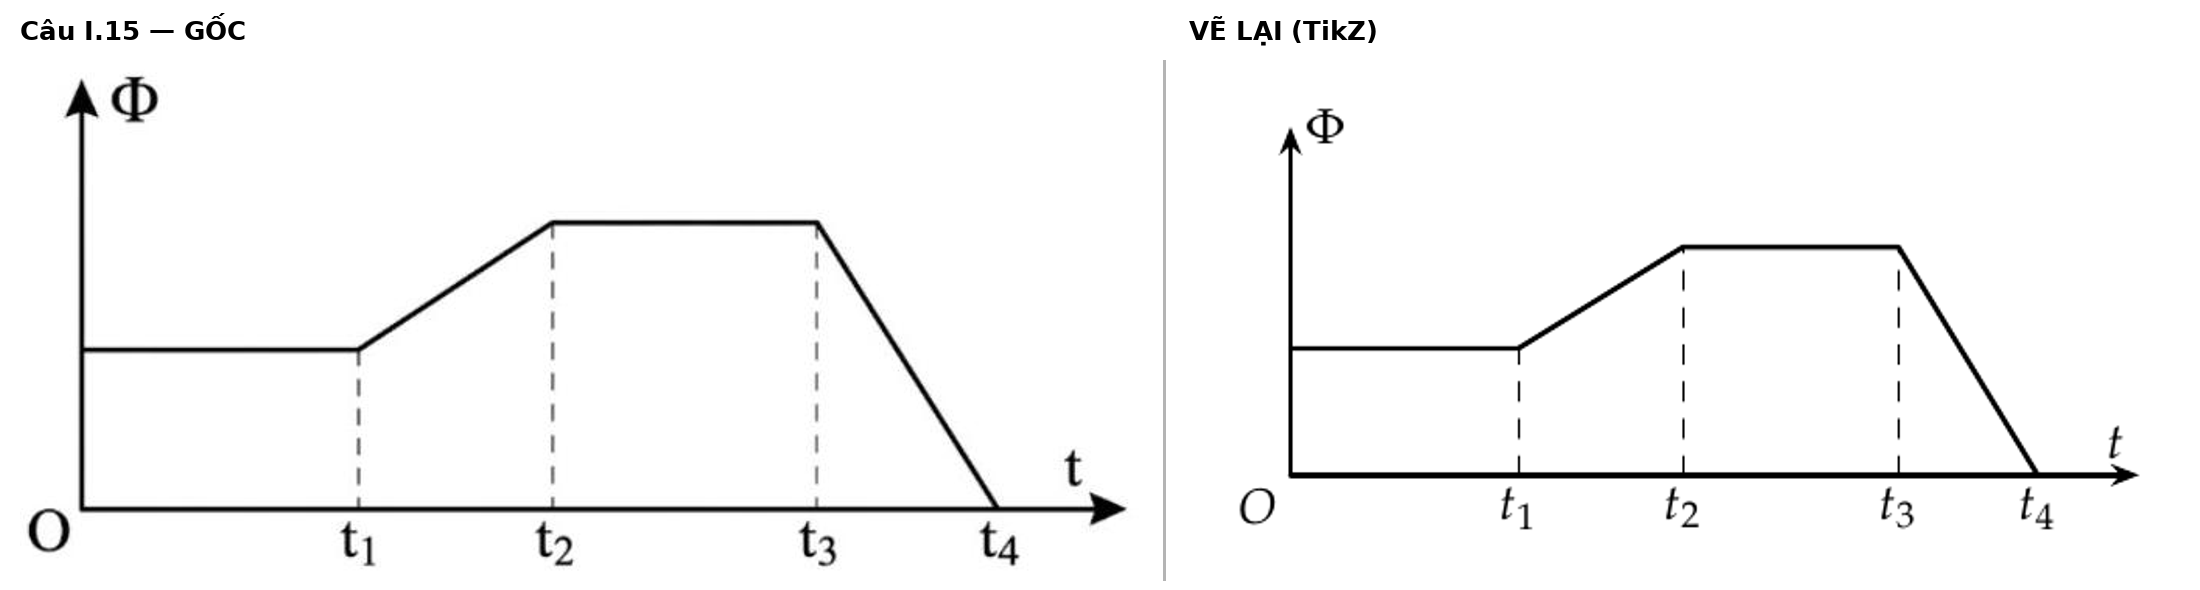 Câu I.15 — GỐC
Φ
t
O
t₁ t₂ t₃ t₄
VẼ LẠI (TikZ)
Φ
t
O
t₁ t₂ t₃ t₄